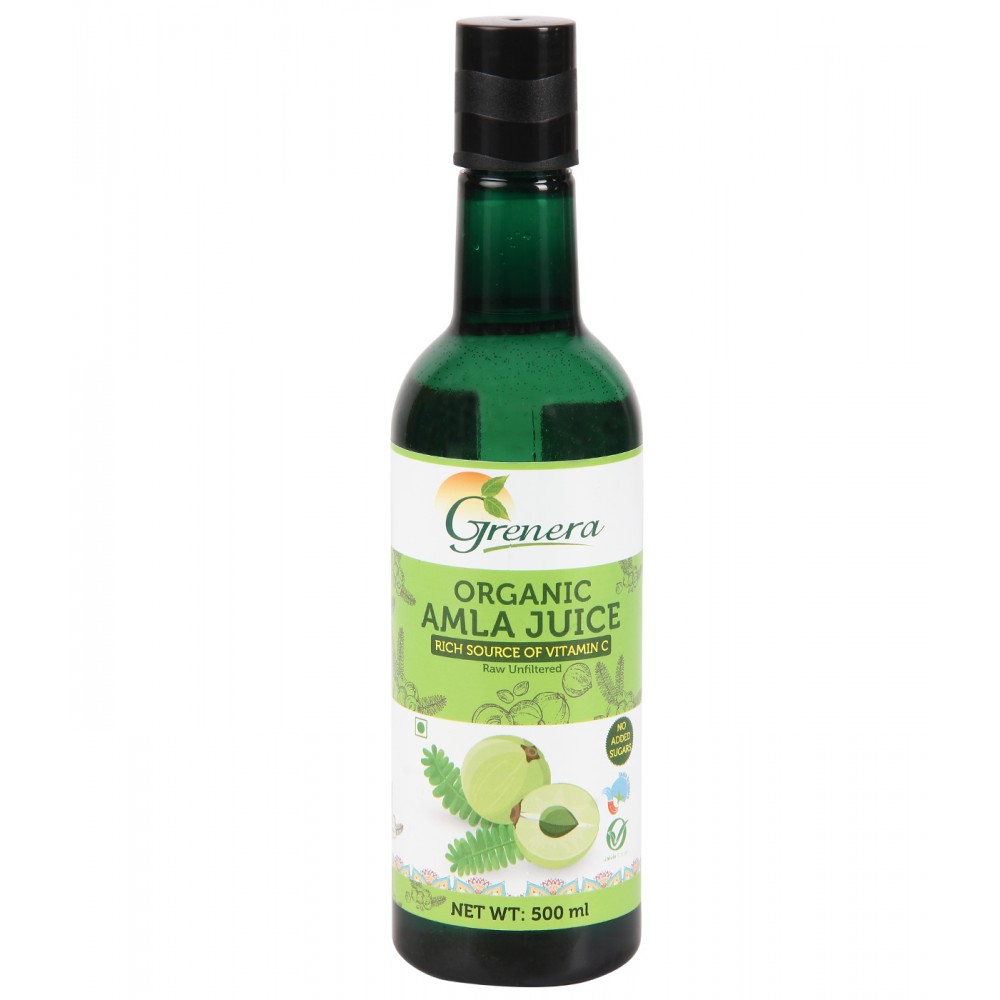 Grenera
ORGANIC
AMLA JUICE
RICH SOURCE OF VITAMIN C
Raw Unfiltered
NO
ADDED
SUGARS
NET WT: 500 ml